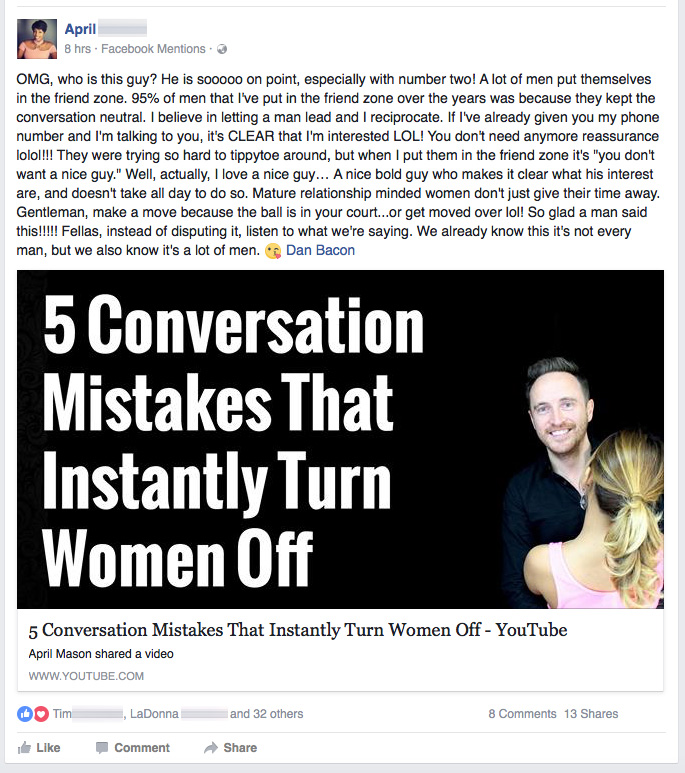 April
8 hrs · Facebook Mentions ·
OMG, who is this guy? He is sooooo on point, especially with number two! A lot of men put themselves
in the friend zone. 95% of men that I've put in the friend zone over the years was because they kept the
conversation neutral. I believe in letting a man lead and I reciprocate. If I've already given you my phone
number and I'm talking to you, it's CLEAR that I'm interested LOL! You don't need anymore reassurance
lolol!!! They were trying so hard to tippytoe around, but when I put them in the friend zone it's "you don't
want a nice guy." Well, actually, I love a nice guy… A nice bold guy who makes it clear what his interest
are, and doesn't take all day to do so. Mature relationship minded women don't just give their time away.
Gentleman, make a move because the ball is in your court...or get moved over lol! So glad a man said
this!!!!! Fellas, instead of disputing it, listen to what we're saying. We already know this it's not every
man, but we also know it's a lot of men. 😘 Dan Bacon
5 Conversation
Mistakes That
Instantly Turn
Women Off
5 Conversation Mistakes That Instantly Turn Women Off - YouTube
April Mason shared a video
WWW.YOUTUBE.COM
Tim , LaDonna and 32 others 8 Comments 13 Shares
Like Comment Share